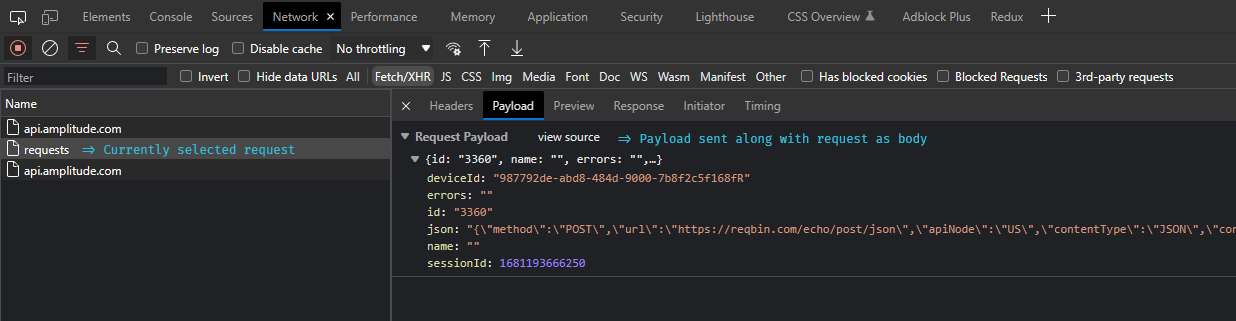 Elements Console Sources Network × Performance Memory Application Security Lighthouse CSS Overview Adblock Plus Redux +
Preserve log Disable cache No throttling
Filter Invert Hide data URLs All Fetch/XHR JS CSS Img Media Font Doc WS Wasm Manifest Other Has blocked cookies Blocked Requests 3rd-party requests
Name
× Headers Payload Preview Response Initiator Timing
api.amplitude.com
requests => Currently selected request
api.amplitude.com
Request Payload view source => Payload sent along with request as body
{id: "3360", name: "", errors: "",…}
deviceId: "987792de-abd8-484d-9000-7b8f2c5f168fR"
errors: ""
id: "3360"
json: "{\"method\":\"POST\",\"url\":\"https://reqbin.com/echo/post/json\",\"apiNode\":\"US\",\"contentType\":\"JSON\",\"con
name: ""
sessionId: 1681193666250